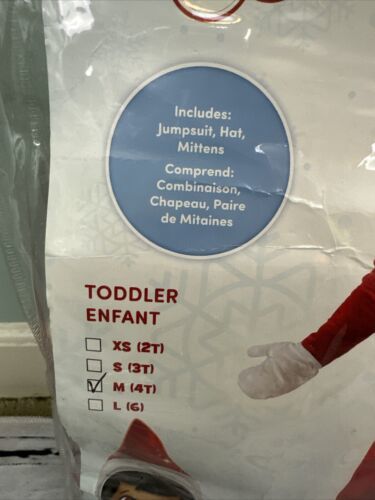 Includes:
Jumpsuit, Hat,
Mittens
Comprend:
Combinaison,
Chapeau, Paire
de Mitaines
TODDLER
ENFANT
XS (2T)
S (3T)
M (4T)
L (6)